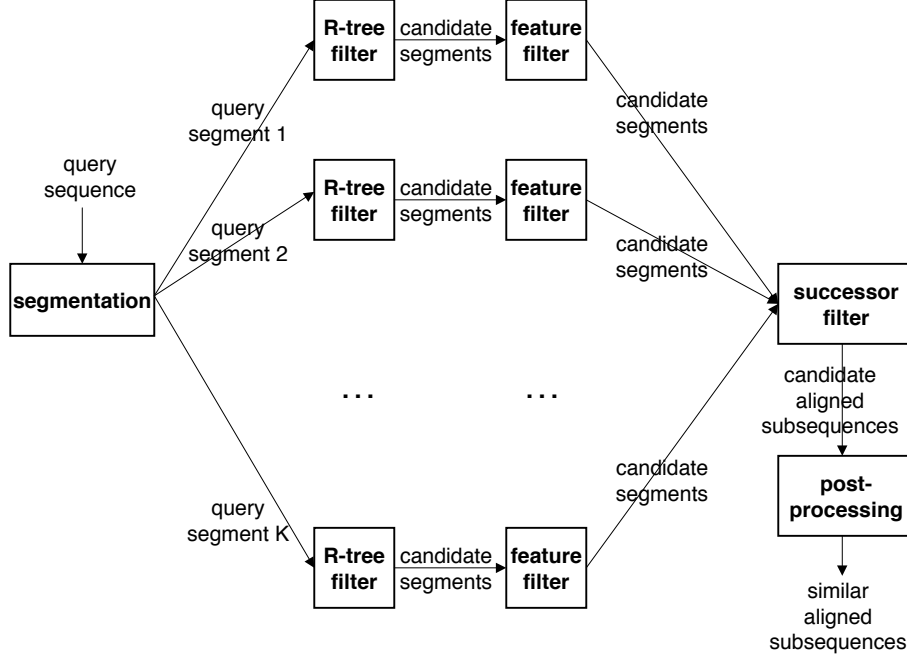 R-tree
filter
candidate
segments
feature
filter
query
segment 1
candidate
segments
query
sequence
R-tree
filter
candidate
segments
feature
filter
query
segment 2
candidate
segments
segmentation
successor
filter
...
...
candidate
aligned
subsequences
candidate
segments
query
segment K
post-
processing
R-tree
filter
candidate
segments
feature
filter
similar
aligned
subsequences